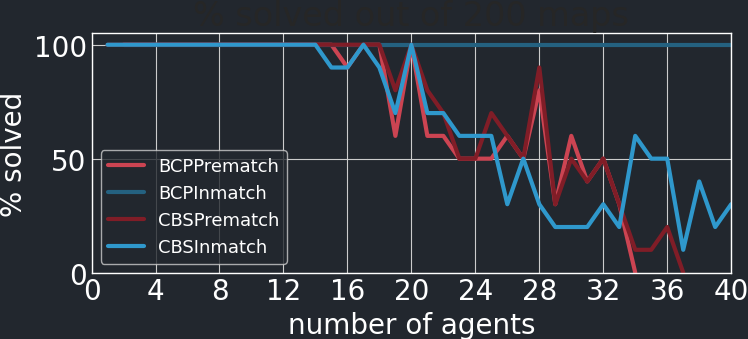 100
50
0
% solved
BCPPrematch
BCPInmatch
CBSPrematch
CBSInmatch
0 4 8 12 16 20 24 28 32 36 40
number of agents